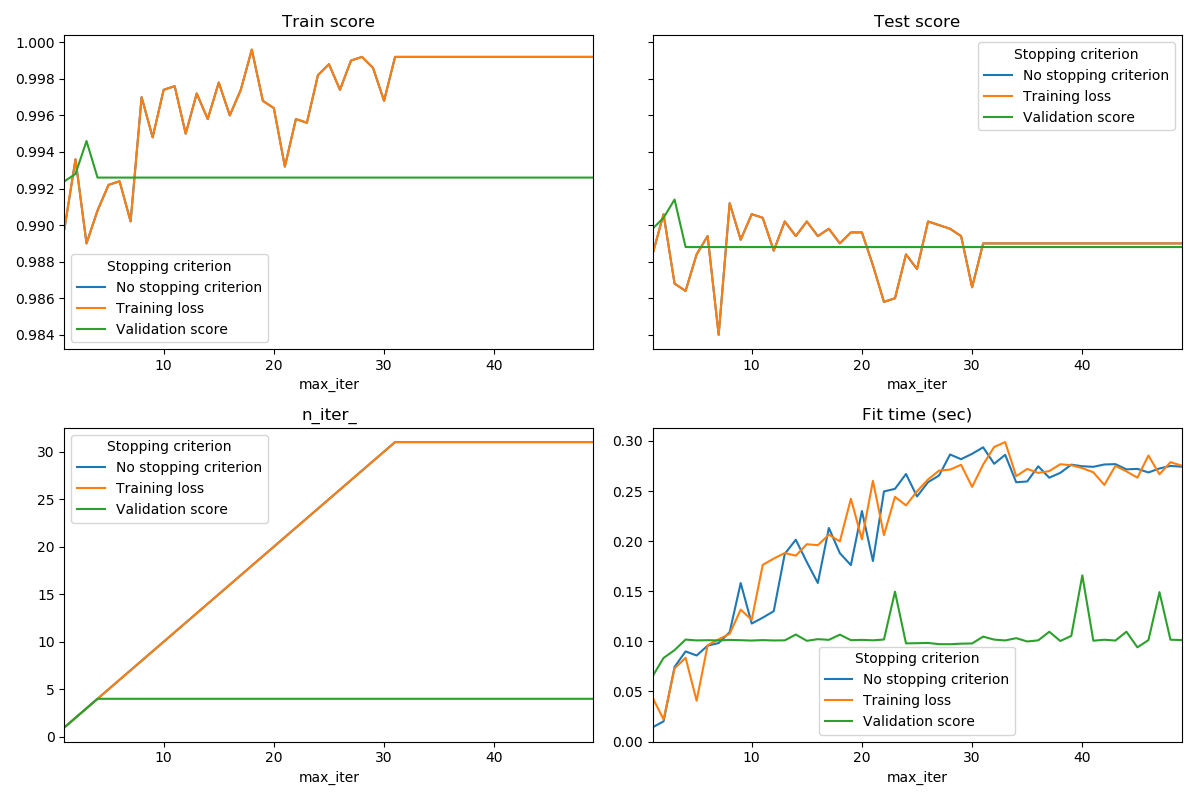 Train score
1.000
0.998
0.996
0.994
0.992
0.990
0.988
0.986
0.984
Stopping criterion
No stopping criterion
Training loss
Validation score
10 20 30 40
max_iter
Test score
Stopping criterion
No stopping criterion
Training loss
Validation score
10 20 30 40
max_iter
n_iter_
30
25
20
15
10
5
0
Stopping criterion
No stopping criterion
Training loss
Validation score
10 20 30 40
max_iter
Fit time (sec)
0.30
0.25
0.20
0.15
0.10
0.05
0.00
Stopping criterion
No stopping criterion
Training loss
Validation score
10 20 30 40
max_iter